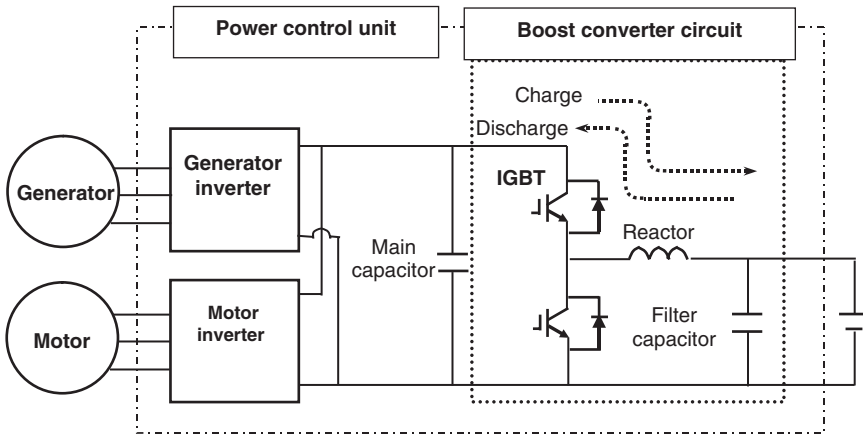 Power control unit
Boost converter circuit
Charge
Discharge
Generator
Generator
inverter
IGBT
Main
capacitor
Reactor
Motor
Motor
inverter
Filter
capacitor